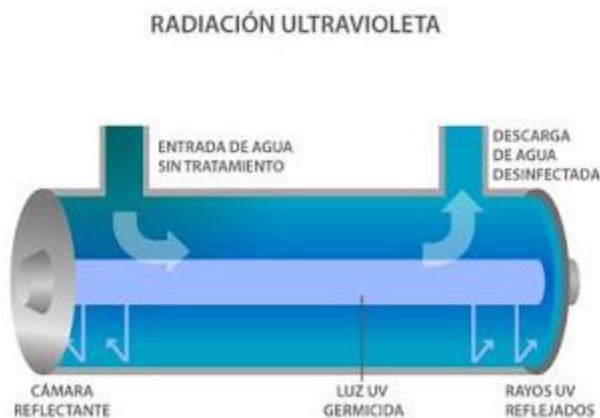 RADIACIÓN ULTRAVIOLETA
ENTRADA DE AGUA
SIN TRATAMIENTO
DESCARGA
DE AGUA
DESINFECTADA
CÁMARA
REFLECTANTE
LUZ UV
GERMICIDA
RAYOS UV
REFLEJADOS